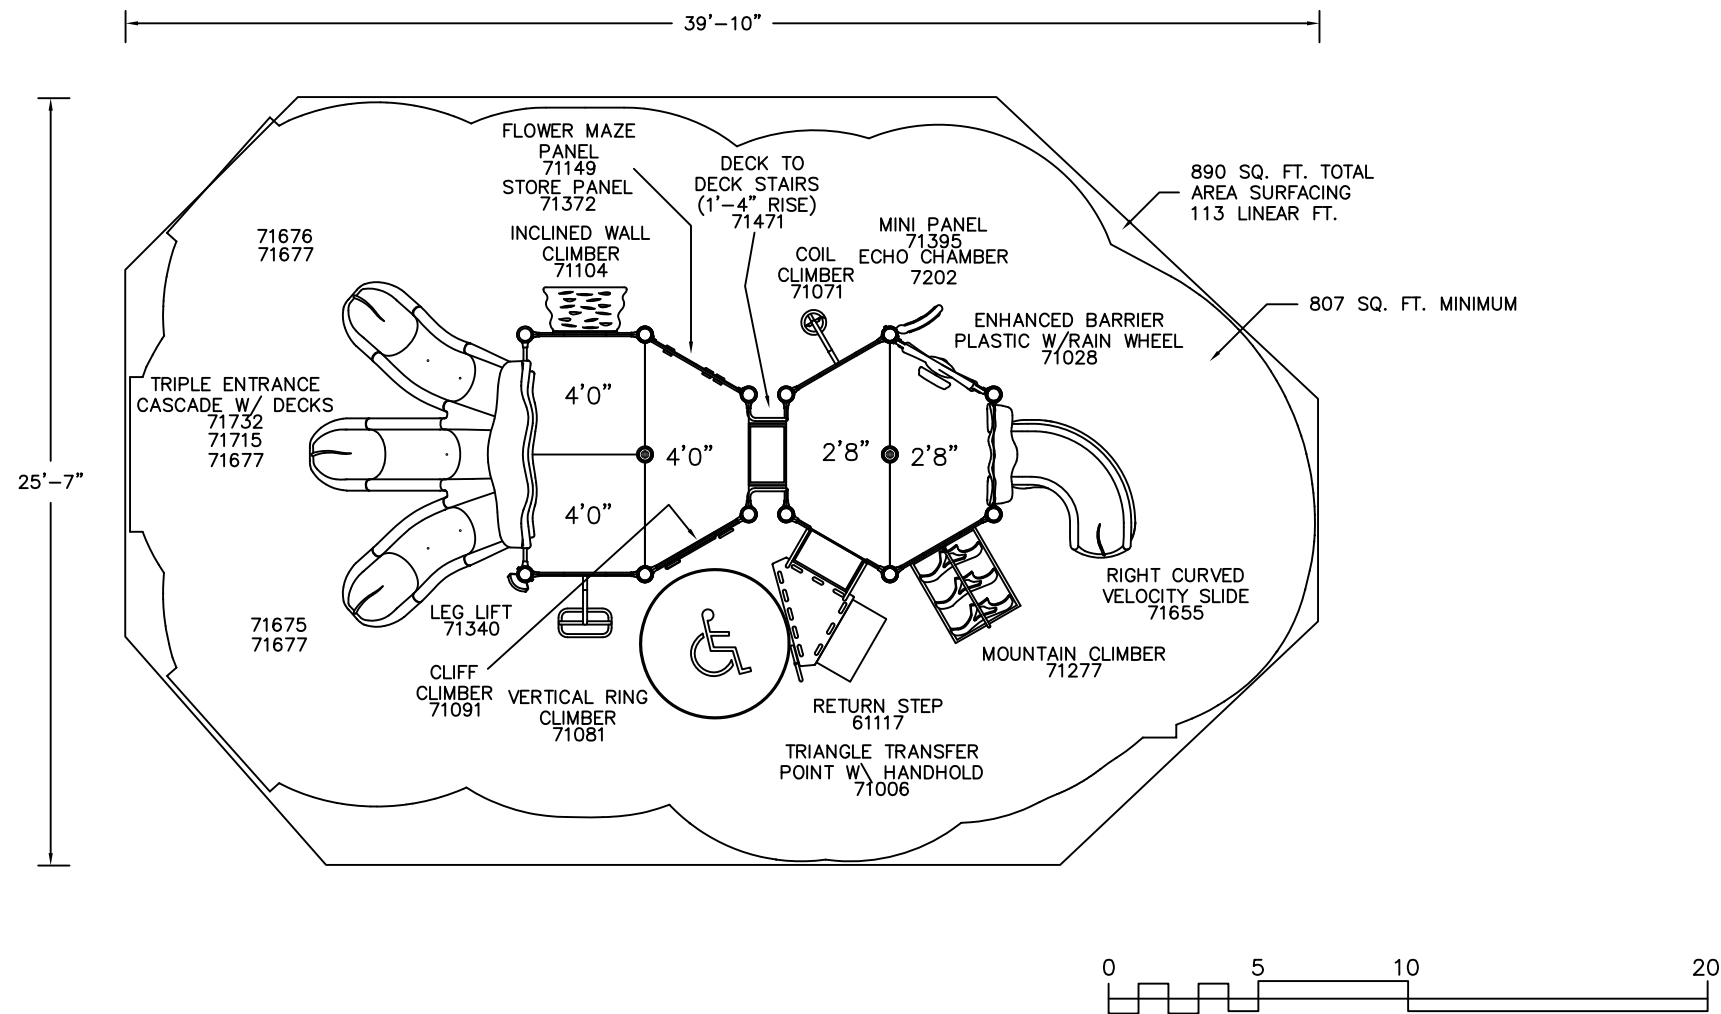 39'-10"
25'-7"
FLOWER MAZE
PANEL
71149
STORE PANEL
71372
INCLINED WALL
CLIMBER
71104
DECK TO
DECK STAIRS
(1'-4" RISE)
71471
MINI PANEL
71395
ECHO CHAMBER
7202
COIL
CLIMBER
71071
890 SQ. FT. TOTAL
AREA SURFACING
113 LINEAR FT.
807 SQ. FT. MINIMUM
ENHANCED BARRIER
PLASTIC W/RAIN WHEEL
71028
71676
71677
TRIPLE ENTRANCE
CASCADE W/ DECKS
71732
71715
71677
4'0"
4'0"
4'0"
2'8"
2'8"
71675
71677
LEG LIFT
71340
CLIFF
CLIMBER
71091
VERTICAL RING
CLIMBER
71081
RETURN STEP
61117
TRIANGLE TRANSFER
POINT W\ HANDHOLD
71006
RIGHT CURVED
VELOCITY SLIDE
71655
MOUNTAIN CLIMBER
71277
0 5 10 20